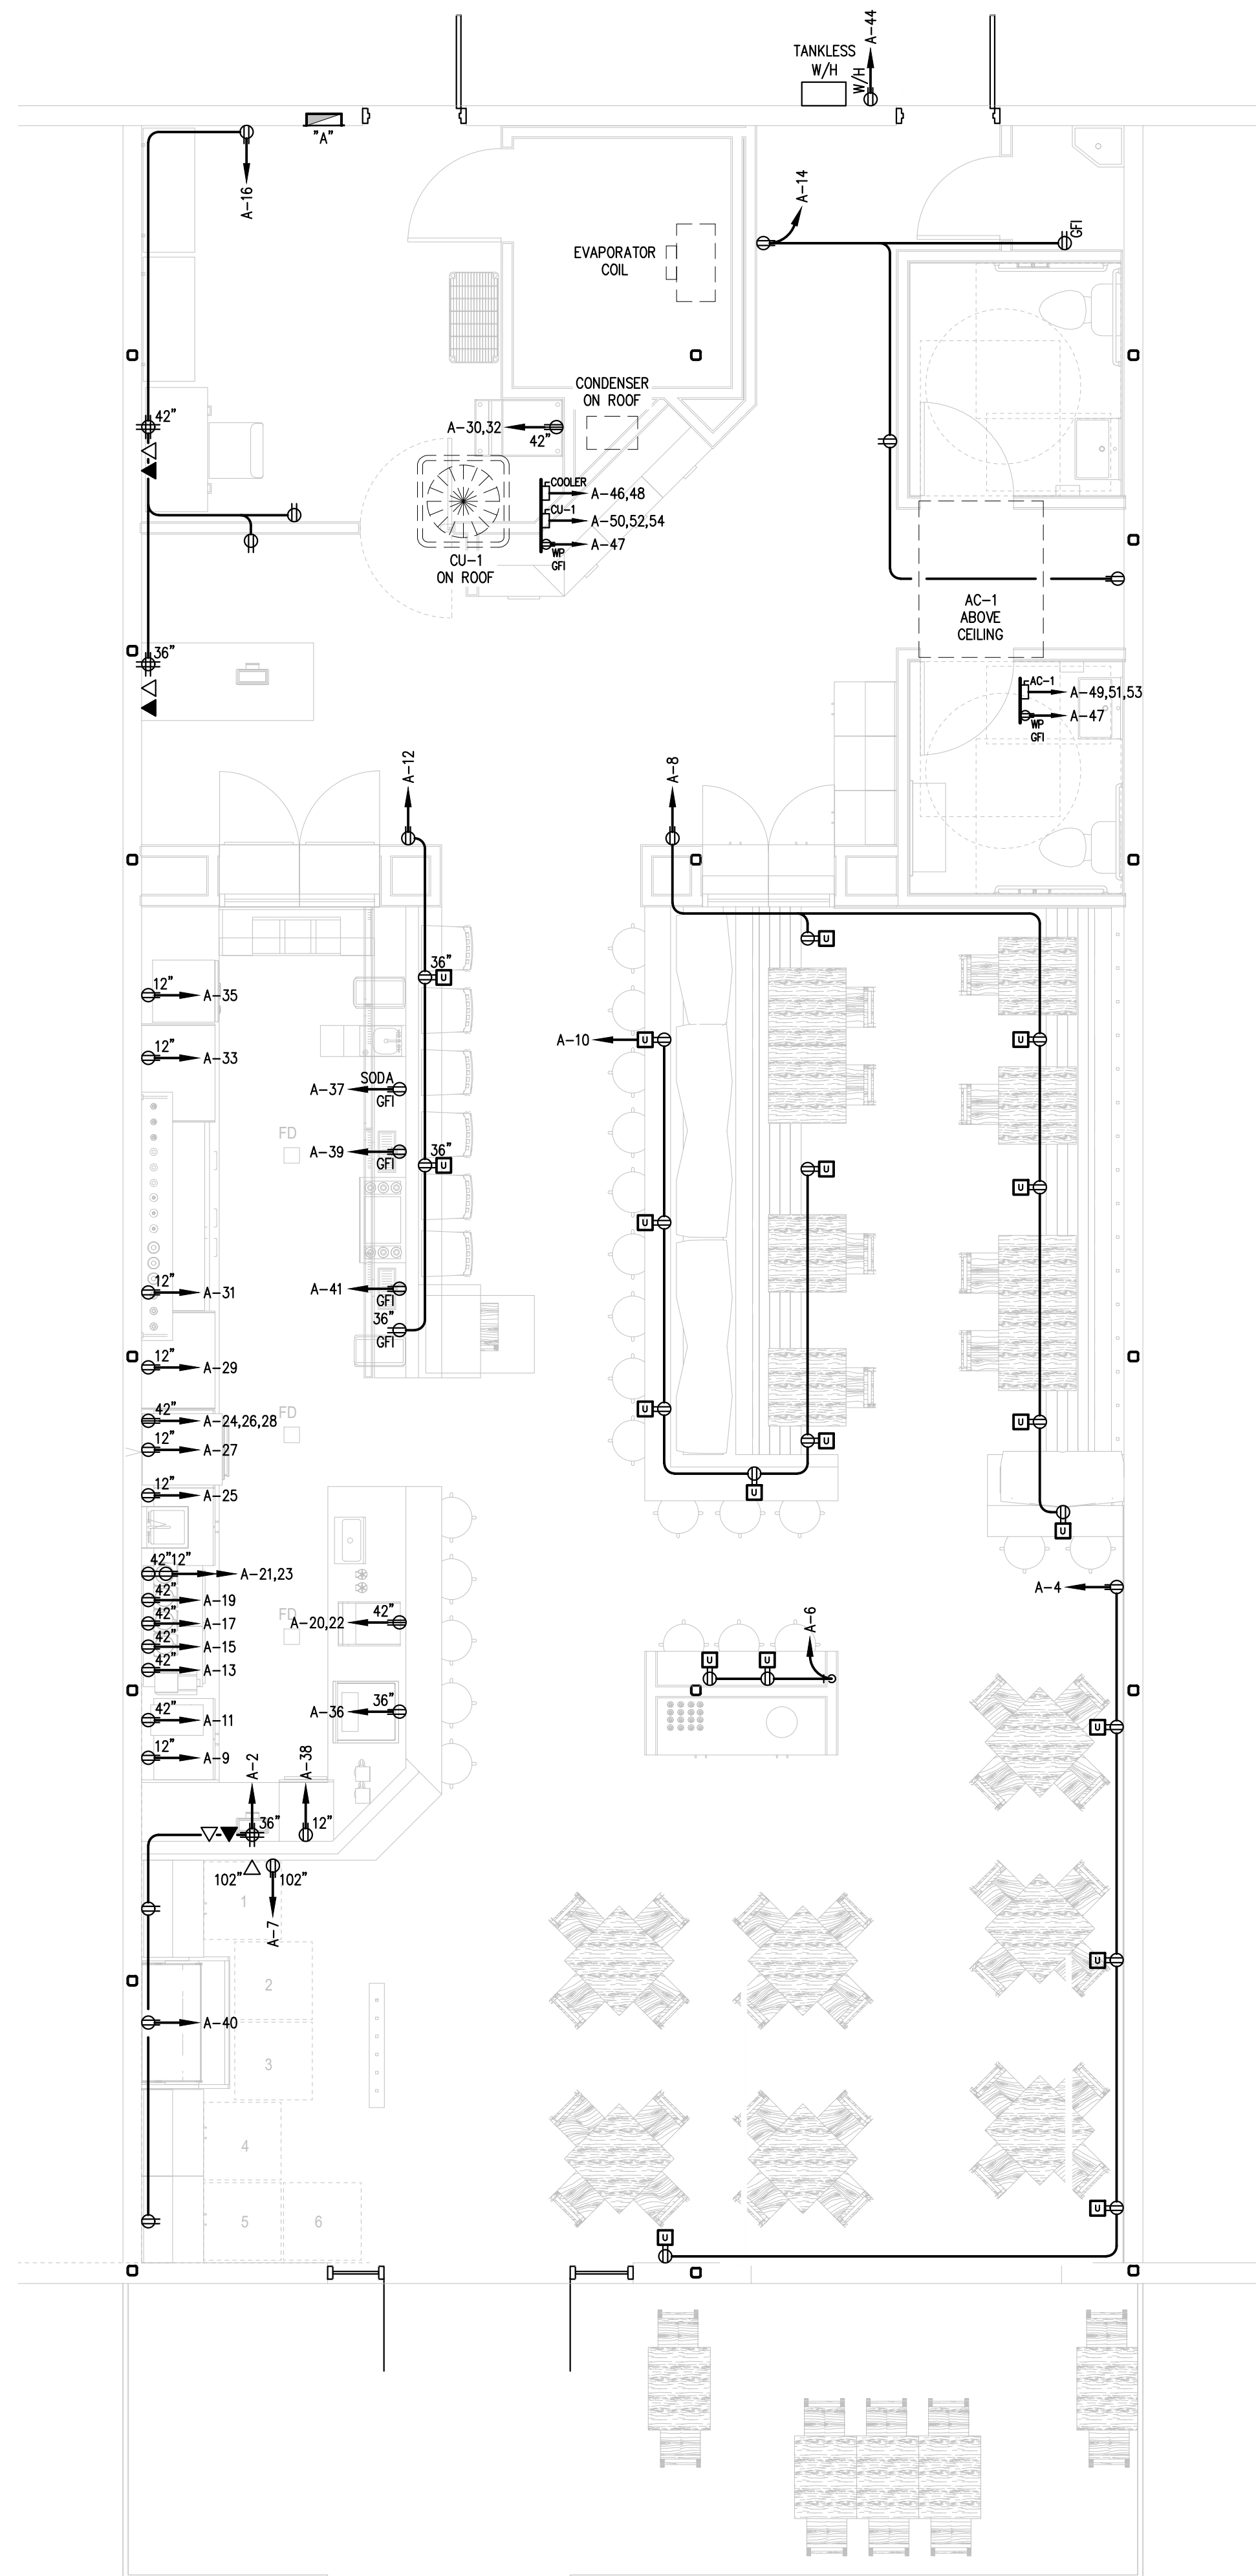 A-44
TANKLESS
W/H
W/H
"A"
A-16
A-14
GFI
EVAPORATOR
COIL
CONDENSER
ON ROOF
42"
A-30,32
42"
COOLER
A-46,48
CU-1
A-50,52,54
WP
GFI
A-47
CU-1
ON ROOF
AC-1
ABOVE
CEILING
36"
AC-1
A-49,51,53
WP
GFI
A-47
A-12
A-8
36"
12"
A-35
U
U
A-10
U
U
12"
A-33
SODA
A-37
GFI
FD
A-39
GFI
36"
U
U
U
U
12"
A-31
A-41
GFI
36"
GFI
12"
A-29
42"
A-24,26,28
FD
U
U
U
12"
A-27
12"
A-25
U
U
42"
12"
A-21,23
A-4
42"
A-19
42"
A-17
FD
A-20,22
42"
A-6
42"
A-15
42"
A-13
U
U
42"
A-11
A-36
36"
U
12"
A-9
A-2
A-38
36"
12"
102"
102"
1
A-7
2
U
A-40
3
4
5
6
U
U